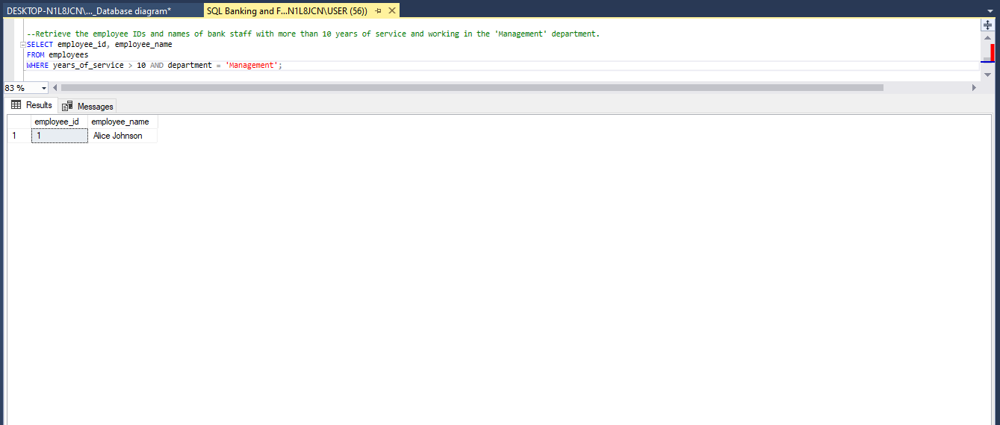 DESKTOP-N1L8JCN\..._Database diagram* SQL Banking and F...N1L8JCN\USER (56))
--Retrieve the employee IDs and names of bank staff with more than 10 years of service and working in the 'Management' department.
SELECT employee_id, employee_name
FROM employees
WHERE years_of_service > 10 AND department = 'Management';
83 %
Results Messages
employee_id employee_name
1 1 Alice Johnson